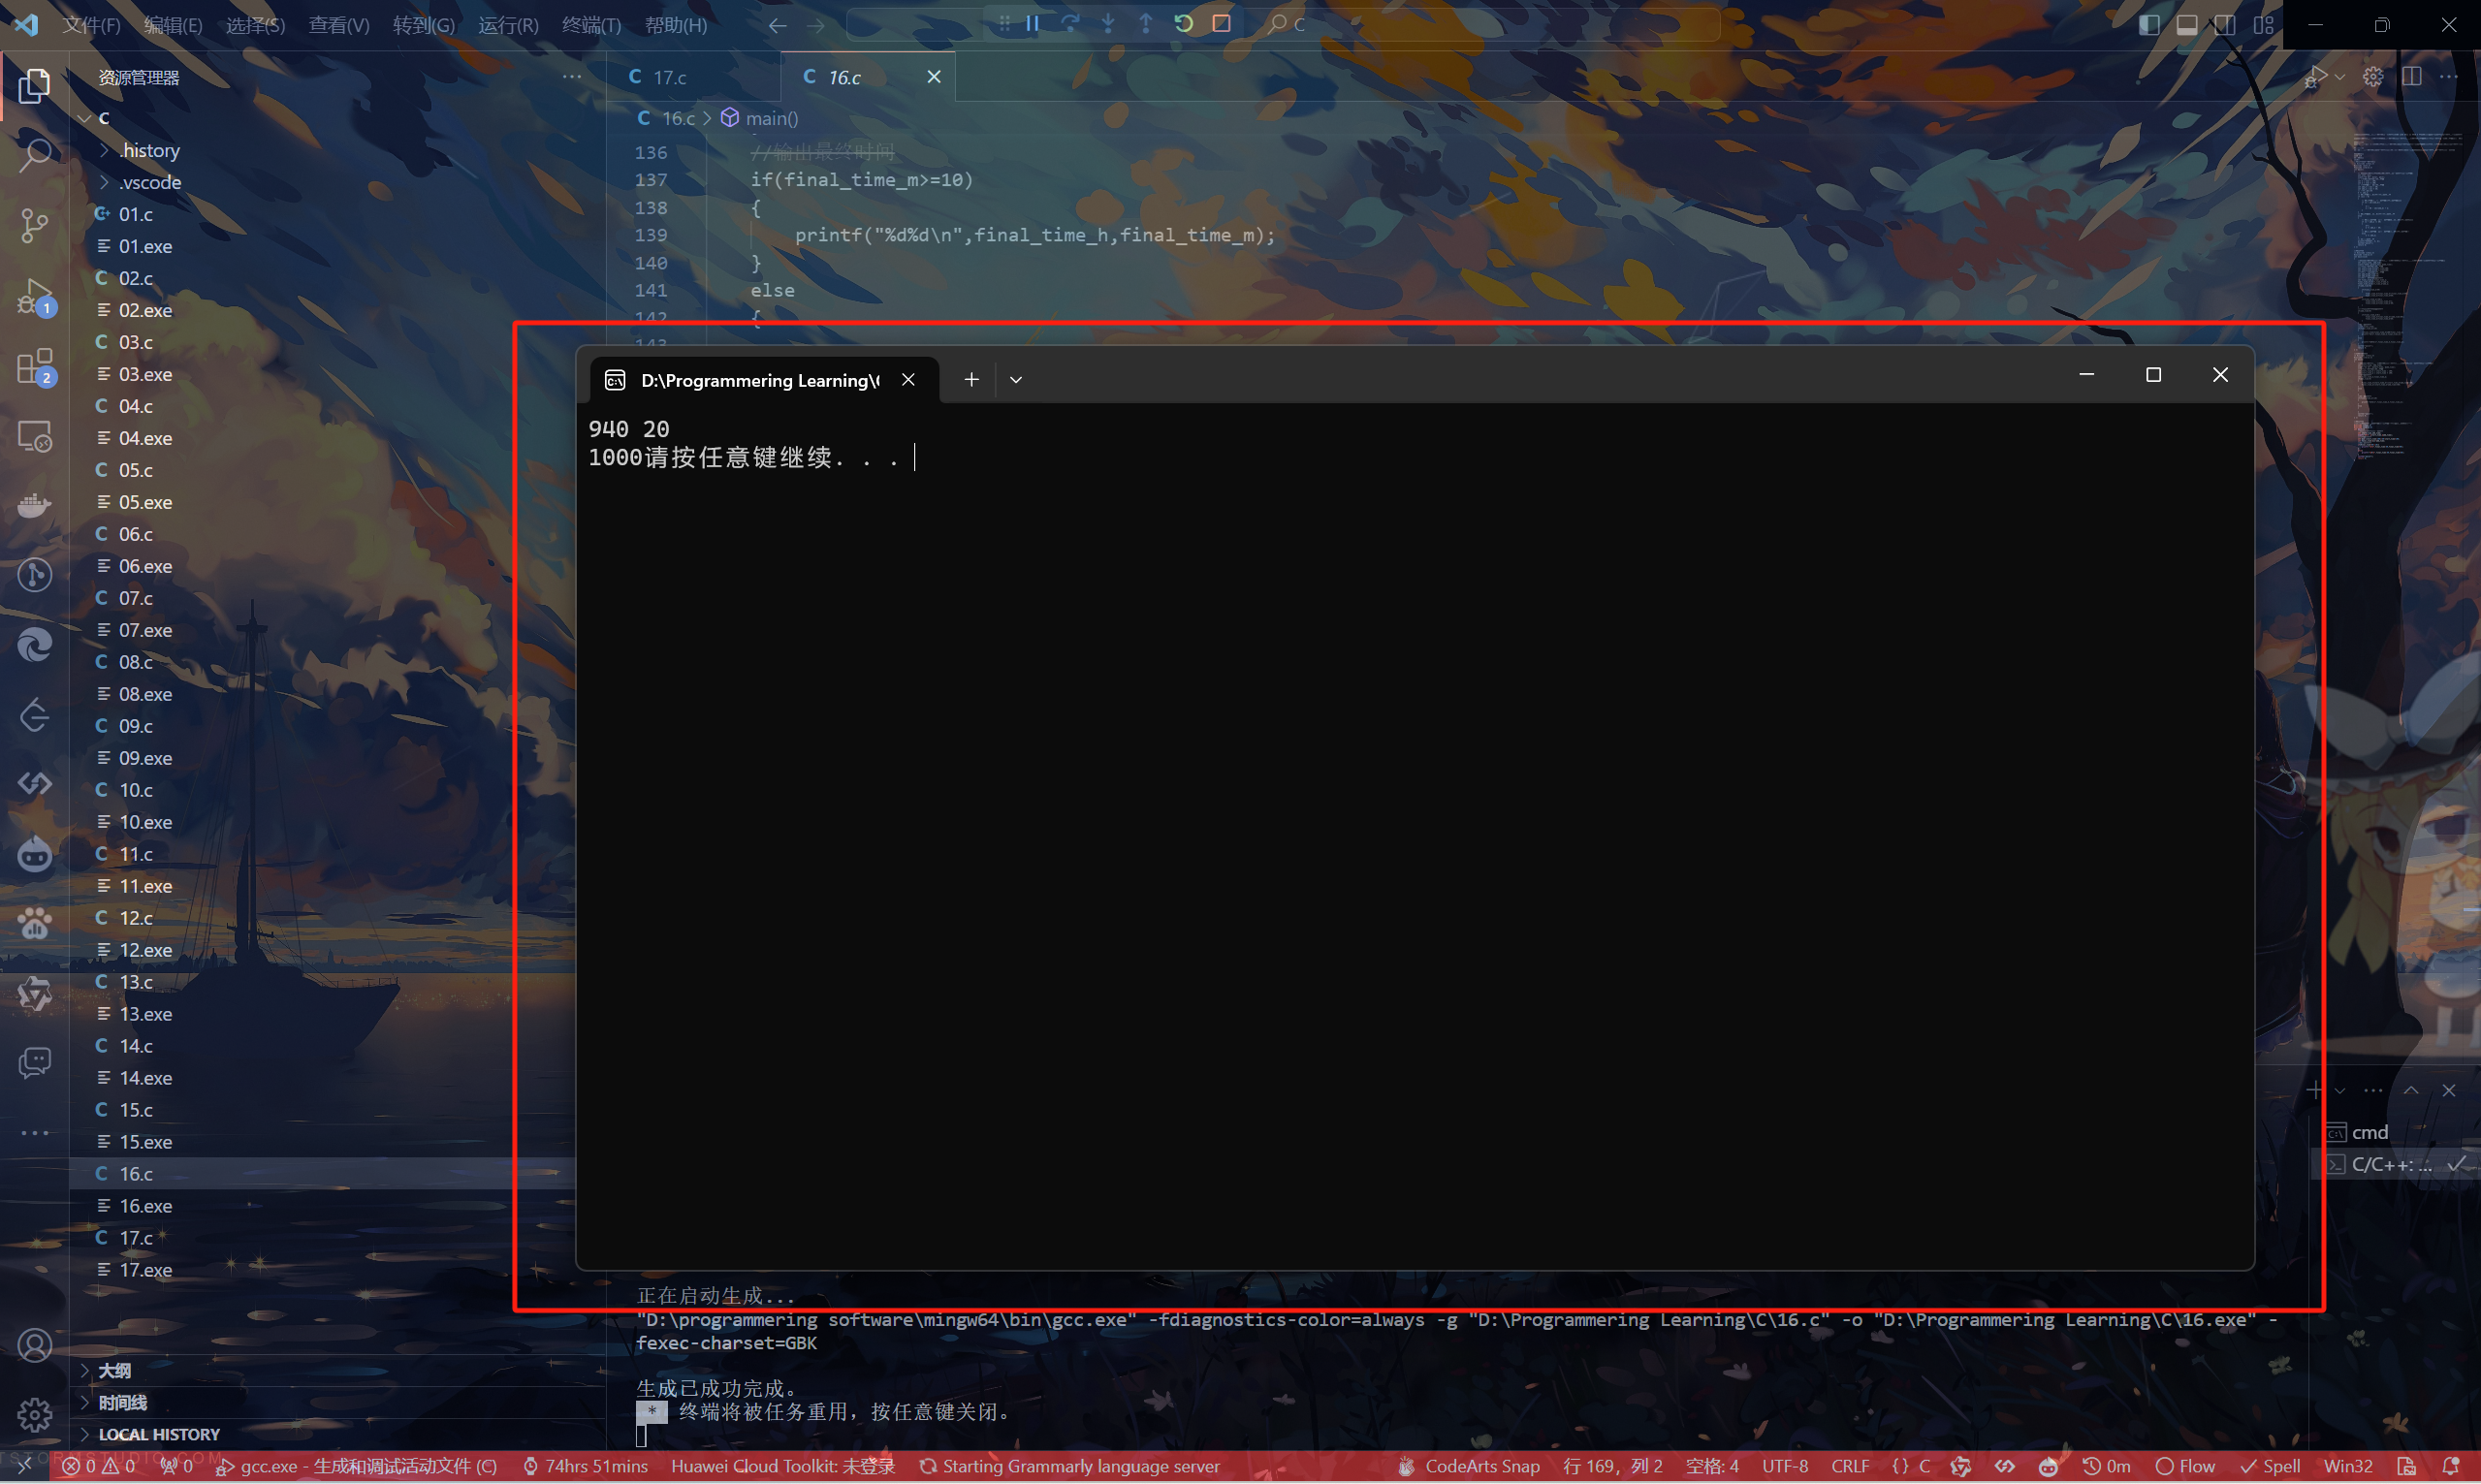 文件(F) 编辑(E) 选择(S) 查看(V) 转到(G) 运行(R) 终端(T) 帮助(H)
C
资源管理器
C 17.c
C 16.c
C 16.c > main()
C
.history
.vscode
01.c
01.exe
02.c
02.exe
03.c
03.exe
04.c
04.exe
05.c
05.exe
06.c
06.exe
07.c
07.exe
08.c
08.exe
09.c
09.exe
10.c
10.exe
11.c
11.exe
12.c
12.exe
13.c
13.exe
14.c
14.exe
15.c
15.exe
16.c
16.exe
17.c
17.exe
大纲
时间线
LOCAL HISTORY
1
2
136 //输出最终时间
137 if(final_time_m>=10)
138 {
139 printf("%d%d\n",final_time_h,final_time_m);
140 }
141 else
142 {
143
D:\Programmering Learning\
940 20
1000请按任意键继续. . .
cmd
C/C++: ...
正在启动生成...
"D:\programmering software\mingw64\bin\gcc.exe" -fdiagnostics-color=always -g "D:\Programmering Learning\C\16.c" -o "D:\Programmering Learning\C\16.exe" -
fexec-charset=GBK
生成已成功完成。
* 终端将被任务重用，按任意键关闭。
0 0 0 gcc.exe - 生成和调试活动文件 (C) 74hrs 51mins Huawei Cloud Toolkit: 未登录 Starting Grammarly language server CodeArts Snap 行 169，列 2 空格: 4 UTF-8 CRLF {} C 0m Flow Spell Win32